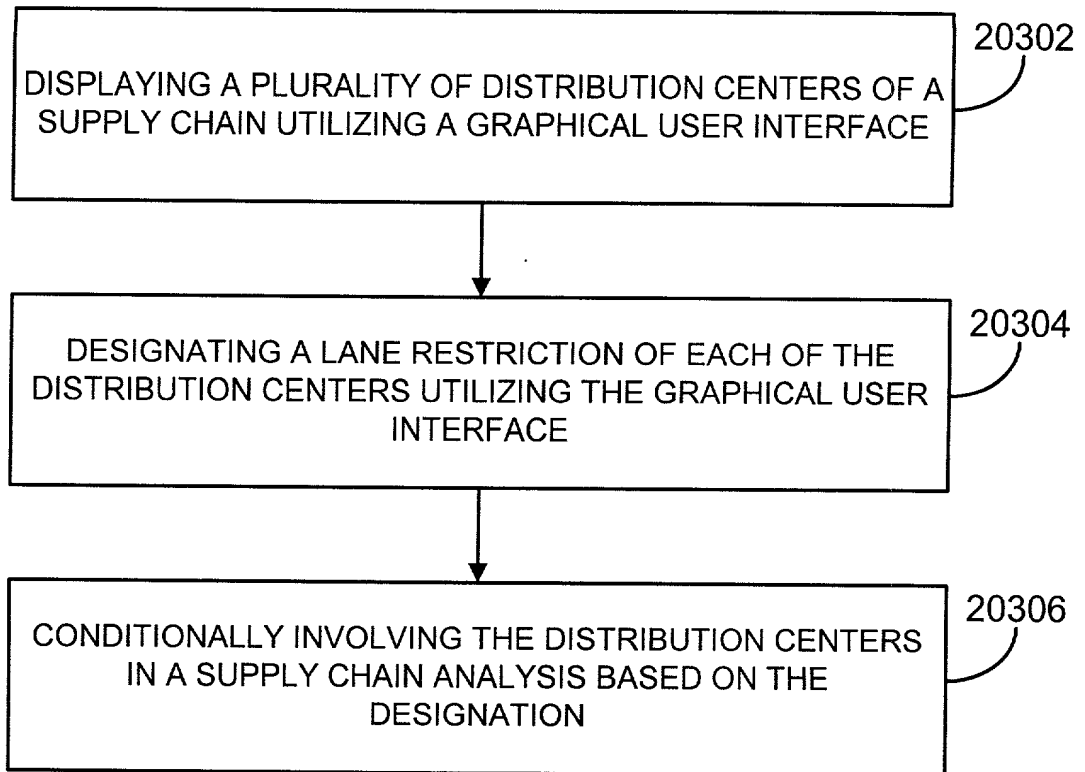 20302
DISPLAYING A PLURALITY OF DISTRIBUTION CENTERS OF A
SUPPLY CHAIN UTILIZING A GRAPHICAL USER INTERFACE
20304
DESIGNATING A LANE RESTRICTION OF EACH OF THE
DISTRIBUTION CENTERS UTILIZING THE GRAPHICAL USER
INTERFACE
20306
CONDITIONALLY INVOLVING THE DISTRIBUTION CENTERS
IN A SUPPLY CHAIN ANALYSIS BASED ON THE
DESIGNATION